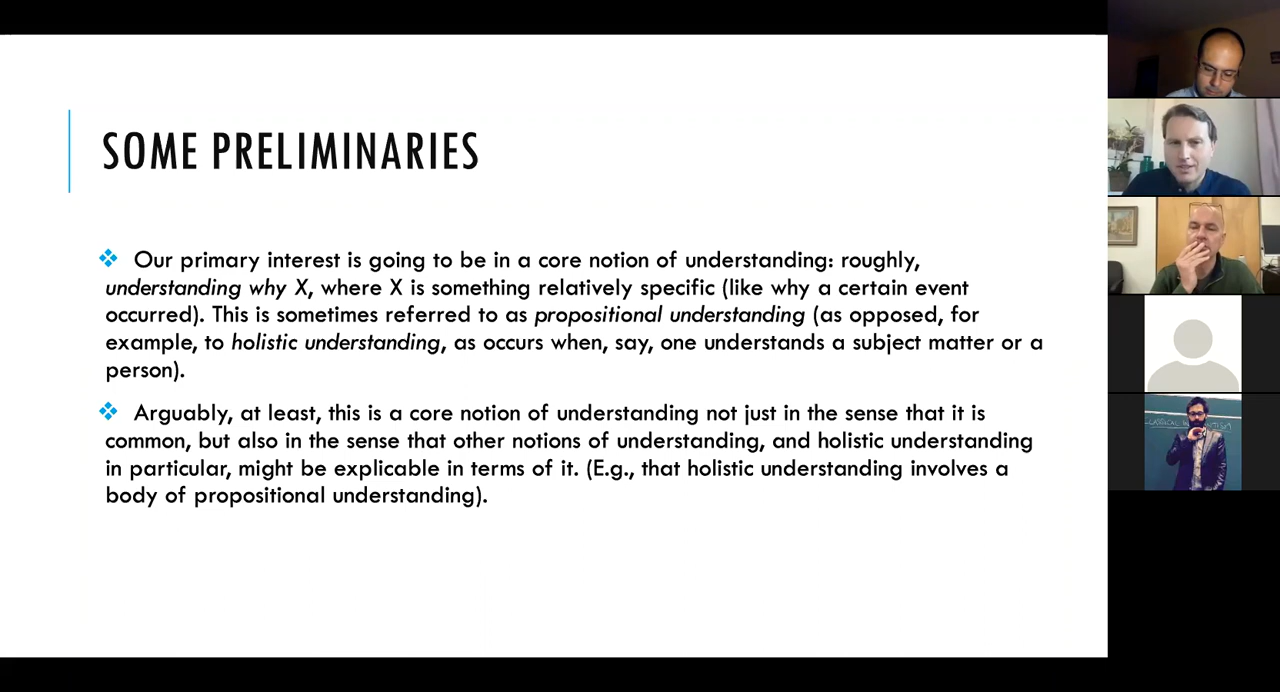 SOME PRELIMINARIES
❖ Our primary interest is going to be in a core notion of understanding: roughly,
understanding why X, where X is something relatively specific (like why a certain event
occurred). This is sometimes referred to as propositional understanding (as opposed, for
example, to holistic understanding, as occurs when, say, one understands a subject matter or a
person).
❖ Arguably, at least, this is a core notion of understanding not just in the sense that it is
common, but also in the sense that other notions of understanding, and holistic understanding
in particular, might be explicable in terms of it. (E.g., that holistic understanding involves a
body of propositional understanding).